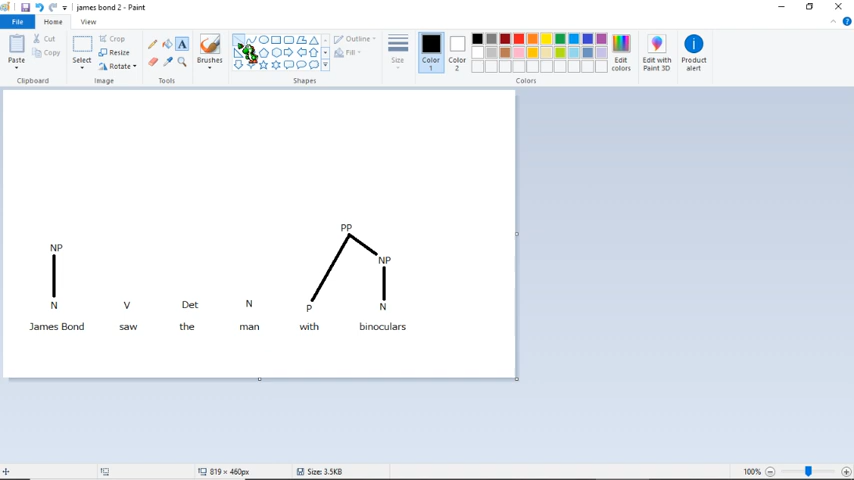 james bond 2 - Paint
File Home View
Paste
Cut
Copy
Clipboard
Select
Crop
Resize
Rotate
Image
Tools
Brushes
Shapes
Outline
Fill
Size
Color 1
Color 2
Colors
Edit colors
Edit with Paint 3D
Product alert
PP
NP
NP
N V Det N P N
James Bond saw the man with binoculars
819 × 460px
Size: 3.5KB
100%